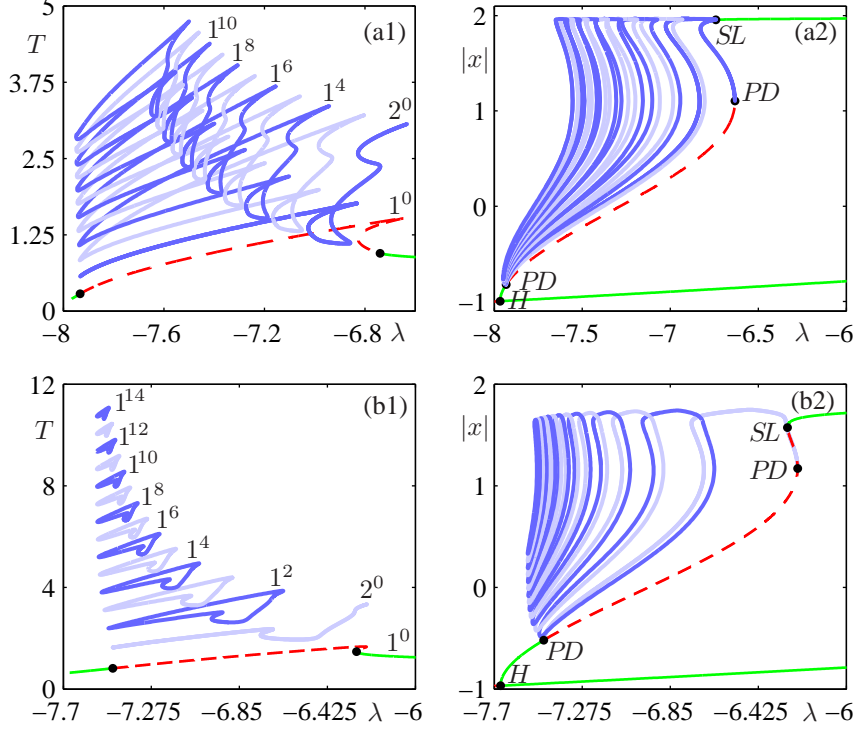 5
T
3.75
2.5
1.25
0
(a1)
1^{10}
1^{8}
1^{6}
1^{4}
2^{0}
1^{0}
−8
−7.6
−7.2
−6.8
λ
2
|x|
1
0
−1
(a2)
SL
PD
PD
H
−8
−7.5
−7
−6.5
λ
−6
12
T
8
4
0
(b1)
1^{14}
1^{12}
1^{10}
1^{8}
1^{6}
1^{4}
1^{2}
2^{0}
1^{0}
−7.7
−7.275
−6.85
−6.425
λ
−6
2
|x|
1
0
−1
(b2)
SL
PD
PD
H
−7.7
−7.275
−6.85
−6.425
λ
−6